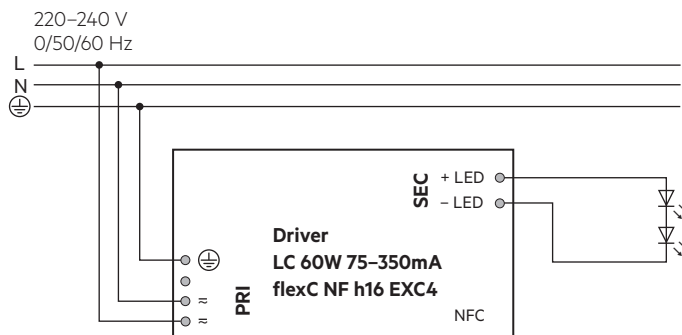 220–240 V
0/50/60 Hz
L
N
SEC
+ LED
– LED
Driver
LC 60W 75–350mA
flexC NF h16 EXC4
PRI
≂
≂
NFC